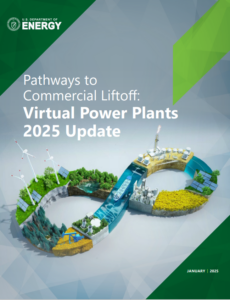 U.S. DEPARTMENT OF
ENERGY
Pathways to
Commercial Liftoff:
Virtual Power Plants
2025 Update
JANUARY | 2025